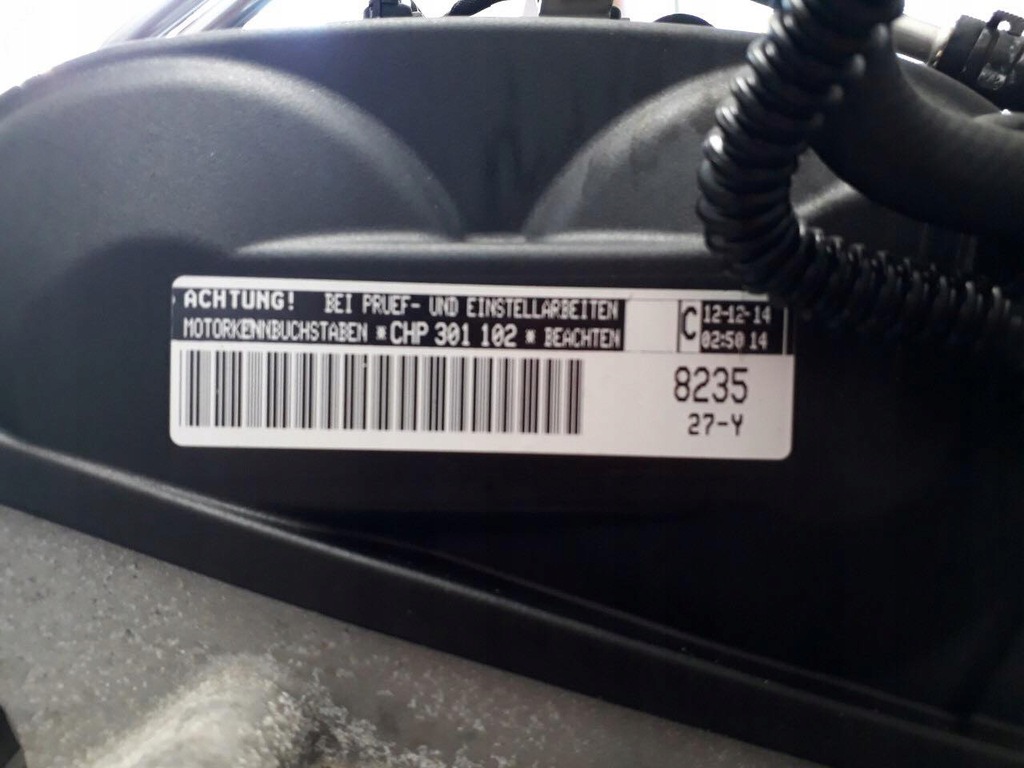 ACHTUNG! BEI PRUEF- UND EINSTELLARBEITEN
MOTORKENNBUCHSTABEN *CHP 301 102* BEACHTEN
C 12-12-14
02:50 14
8235
27-Y